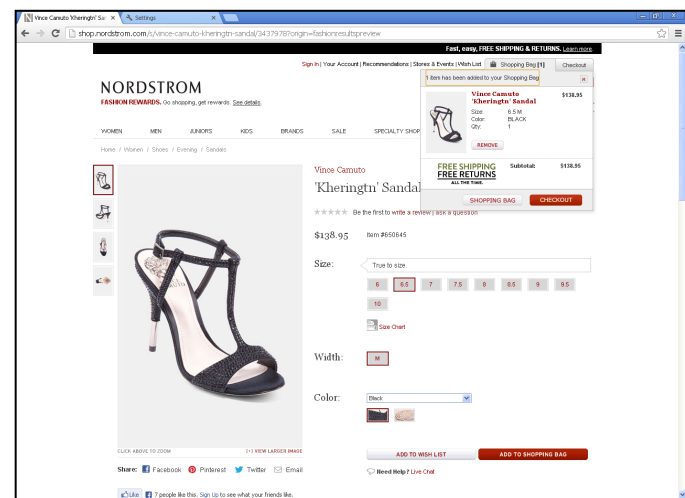 Vince Camuto 'Kheringtn' Sar
Settings
shop.nordstrom.com/s/vince-camuto-kheringtn-sandal/3437978?origin=fashionresultspreview
Fast, easy, FREE SHIPPING & RETURNS. Learn more.
Sign In | Your Account | Recommendations | Stores & Events | Wish List
Shopping Bag [1]
Checkout
1 item has been added to your Shopping Bag
NORDSTROM
FASHION REWARDS. Go shopping, get rewards. See details.
Vince Camuto
'Kheringtn' Sandal
$138.95
Size: 6.5 M
Color: BLACK
Qty: 1
REMOVE
FREE SHIPPING
FREE RETURNS
ALL THE TIME.
Subtotal: $138.95
SHOPPING BAG
CHECKOUT
WOMEN MEN JUNIORS KIDS BRANDS SALE SPECIALTY SHOP
Home / Women / Shoes / Evening / Sandals
Vince Camuto
'Kheringtn' Sandal
Be the first to write a review | ask a question
$138.95 Item #650645
Size: True to size.
6 6.5 7 7.5 8 8.5 9 9.5
10
Size Chart
Width: M
Color: Black
CLICK ABOVE TO ZOOM
[+] VIEW LARGER IMAGE
ADD TO WISH LIST
ADD TO SHOPPING BAG
Share: Facebook Pinterest Twitter Email
Need Help? Live Chat
Like
7 people like this. Sign Up to see what your friends like.